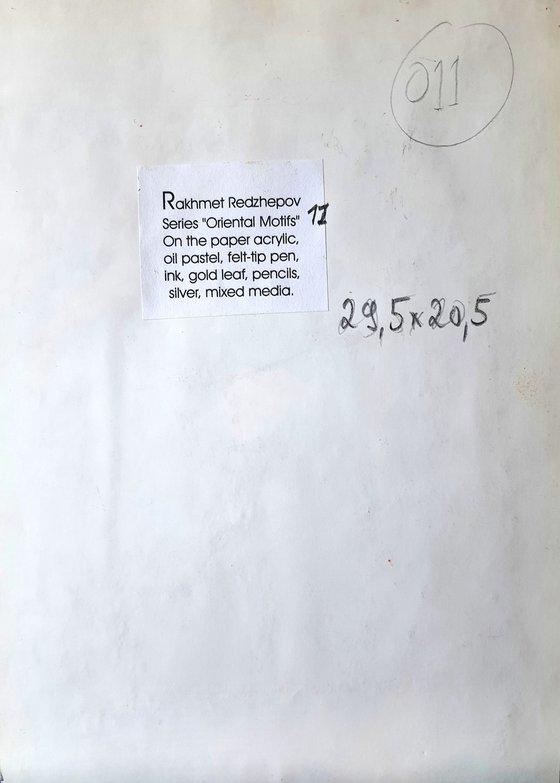 011
Rakhmet Redzhepov
Series "Oriental Motifs" 11
On the paper acrylic,
oil pastel, felt-tip pen,
ink, gold leaf, pencils,
silver, mixed media.
29,5x20,5